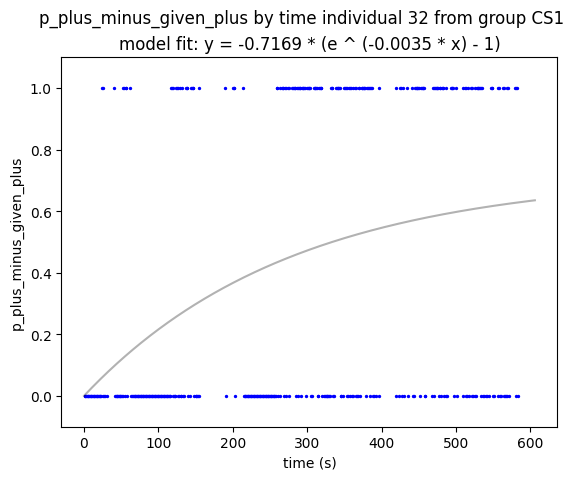 p_plus_minus_given_plus by time individual 32 from group CS1
model fit: y = -0.7169 * (e ^ (-0.0035 * x) - 1)
1.0
0.8
0.6
0.4
0.2
0.0
p_plus_minus_given_plus
0 100 200 300 400 500 600
time (s)